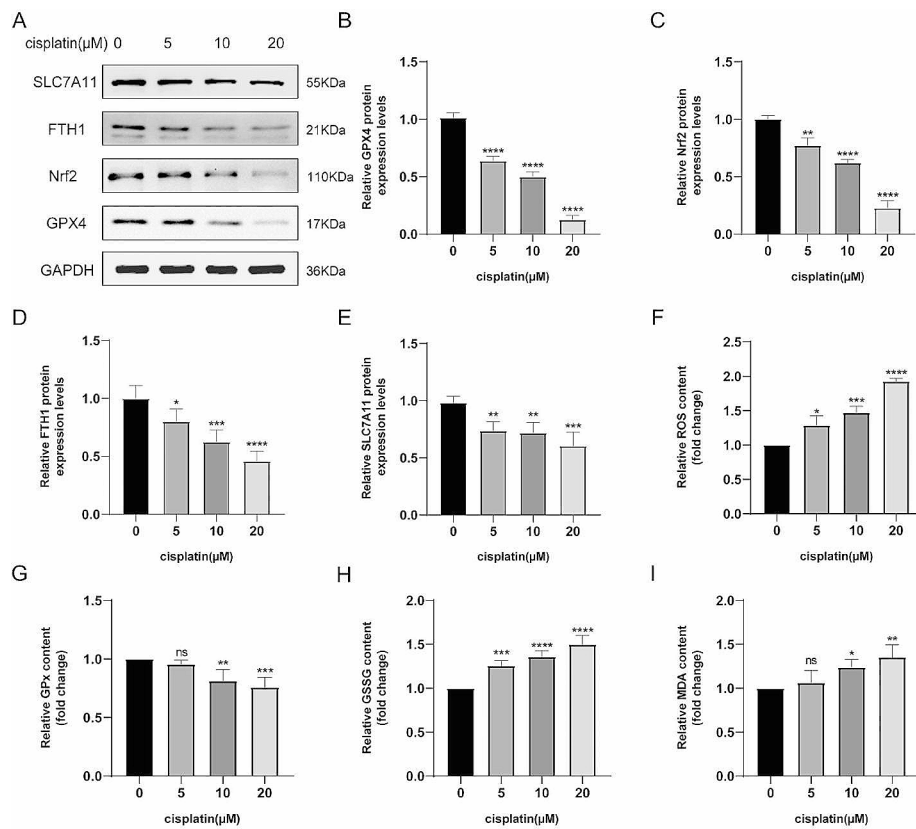 A
cisplatin(μM) 0 5 10 20
SLC7A11 55KDa
FTH1 21KDa
Nrf2 110KDa
GPX4 17KDa
GAPDH 36KDa
B
Relative GPX4 protein
expression levels
1.5
1.0
0.5
0.0
****
****
****
0 5 10 20
cisplatin(μM)
C
Relative Nrf2 protein
expression levels
1.5
1.0
0.5
0.0
**
****
****
0 5 10 20
cisplatin(μM)
D
Relative FTH1 protein
expression levels
1.5
1.0
0.5
0.0
*
***
****
0 5 10 20
cisplatin(μM)
E
Relative SLC7A11 protein
expression levels
1.5
1.0
0.5
0.0
**
**
***
0 5 10 20
cisplatin(μM)
F
Relative ROS content
(fold change)
2.5
2.0
1.5
1.0
0.5
0.0
*
***
****
0 5 10 20
cisplatin(μM)
G
Relative GPx content
(fold change)
1.5
1.0
0.5
0.0
ns
**
***
0 5 10 20
cisplatin(μM)
H
Relative GSSG content
(fold change)
2.0
1.5
1.0
0.5
0.0
***
****
****
0 5 10 20
cisplatin(μM)
I
Relative MDA content
(fold change)
2.0
1.5
1.0
0.5
0.0
ns
*
**
0 5 10 20
cisplatin(μM)